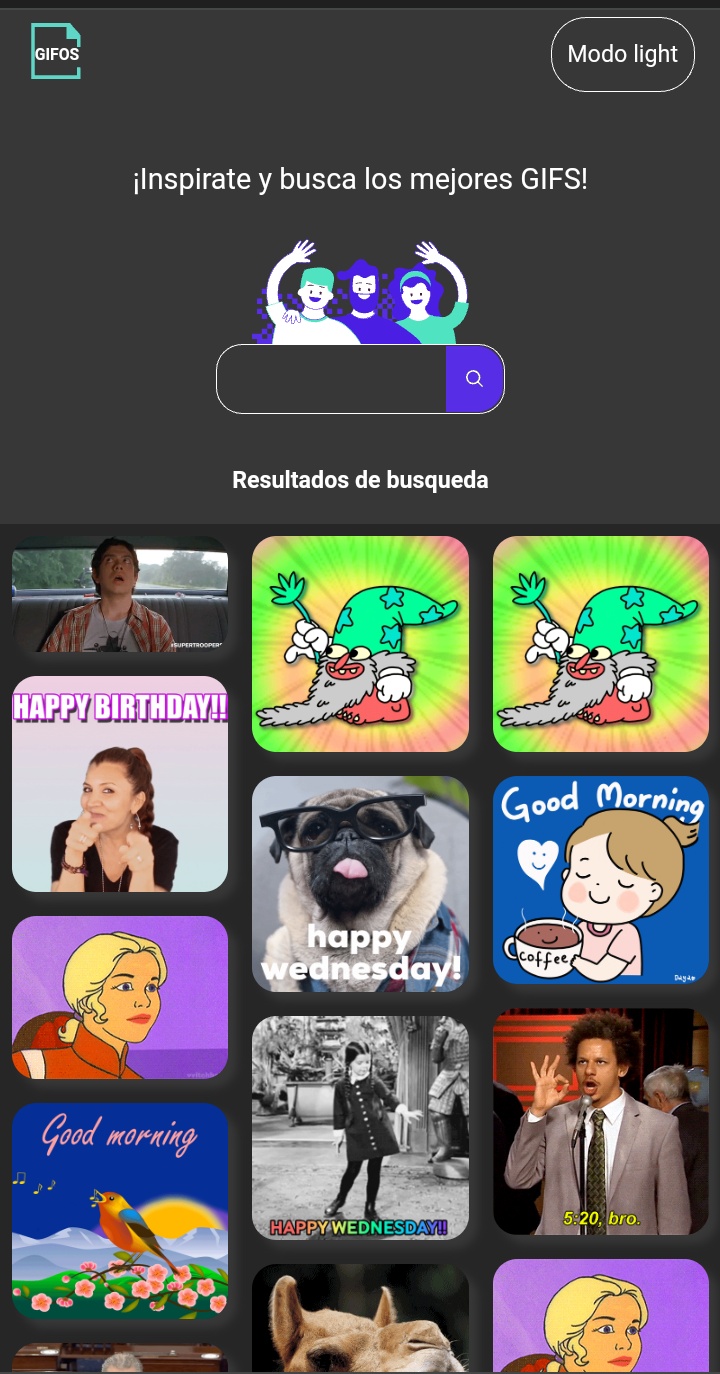 GIFOS
Modo light
¡Inspirate y busca los mejores GIFS!
Resultados de busqueda
#SUPERTROOPERS
HAPPY BIRTHDAY!!
happy
wednesday!
Good Morning
coffee
Good morning
HAPPY WEDNESDAY!!
5:20, bro.